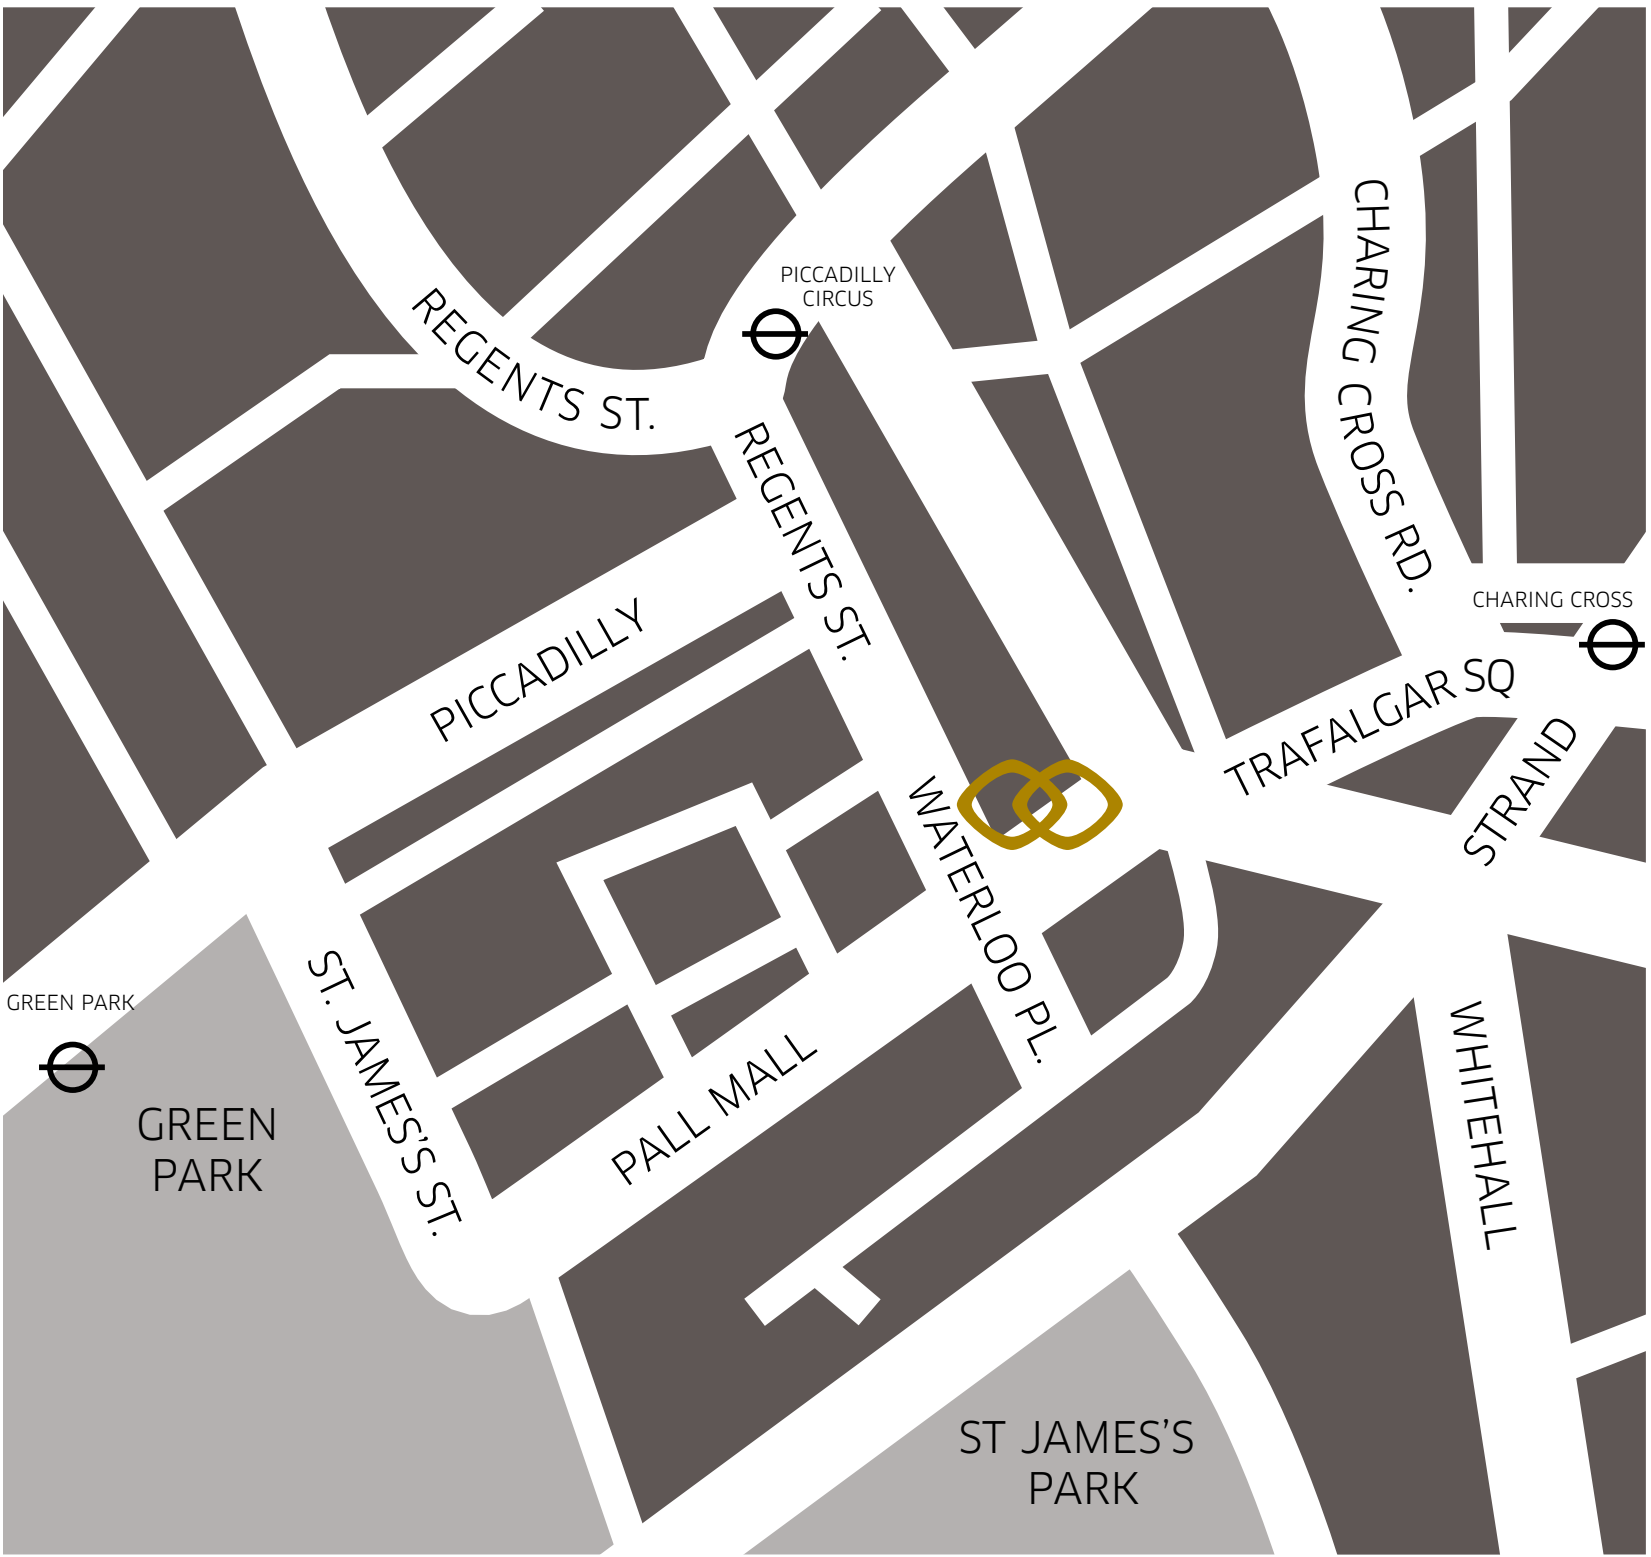 CHARING CROSS RD.
PICCADILLY
CIRCUS
REGENTS ST.
REGENTS ST.
CHARING CROSS
PICCADILLY
TRAFALGAR SQ
STRAND
WATERLOO PL.
ST. JAMES'S ST.
GREEN PARK
PALL MALL
WHITEHALL
GREEN
PARK
ST JAMES'S
PARK